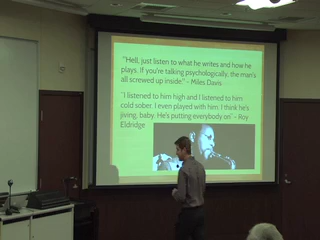 "Hell, just listen to what he writes and how he
plays. If you're talking psychologically, the man's
all screwed up inside" - Miles Davis
"I listened to him high and I listened to him
cold sober. I even played with him. I think he's
jiving, baby. He's putting everybody on" - Roy
Eldridge